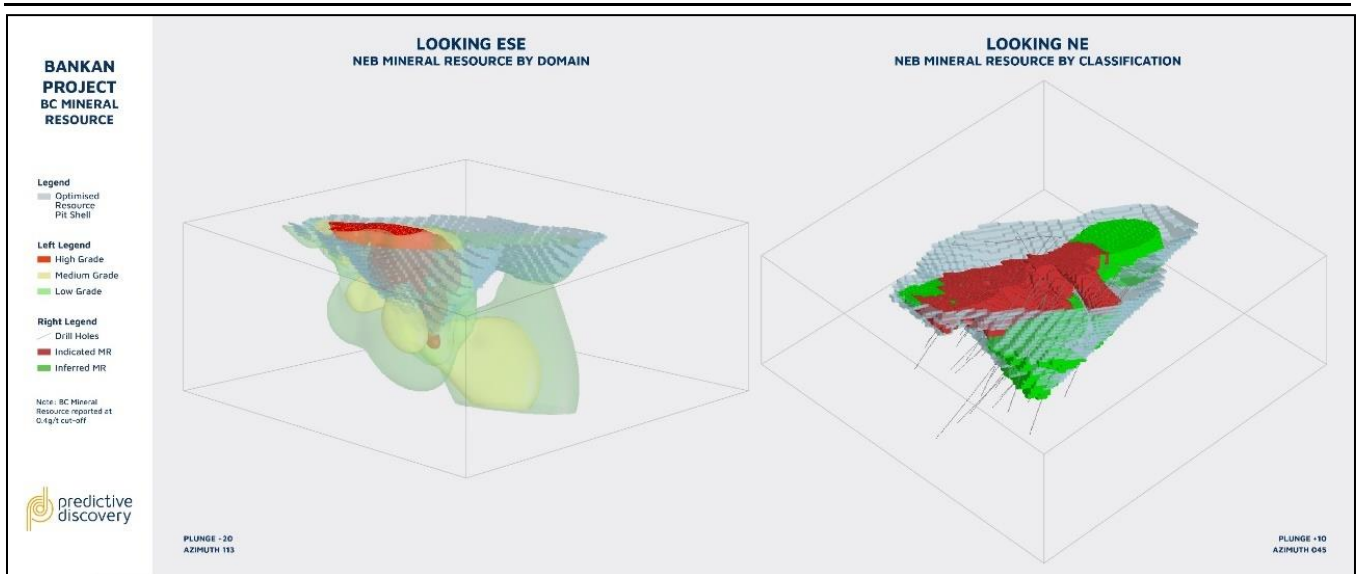 BANKAN
PROJECT
BC MINERAL
RESOURCE
Legend
Optimised
Resource
Pit Shell
Left Legend
High Grade
Medium Grade
Low Grade
Right Legend
Drill Holes
Indicated MR
Inferred MR
Note: BC Mineral
Resource reported at
0.4g/t cut-off
predictive
discovery
LOOKING ESE
NEB MINERAL RESOURCE BY DOMAIN
PLUNGE -20
AZIMUTH 113
LOOKING NE
NEB MINERAL RESOURCE BY CLASSIFICATION
PLUNGE +10
AZIMUTH 045